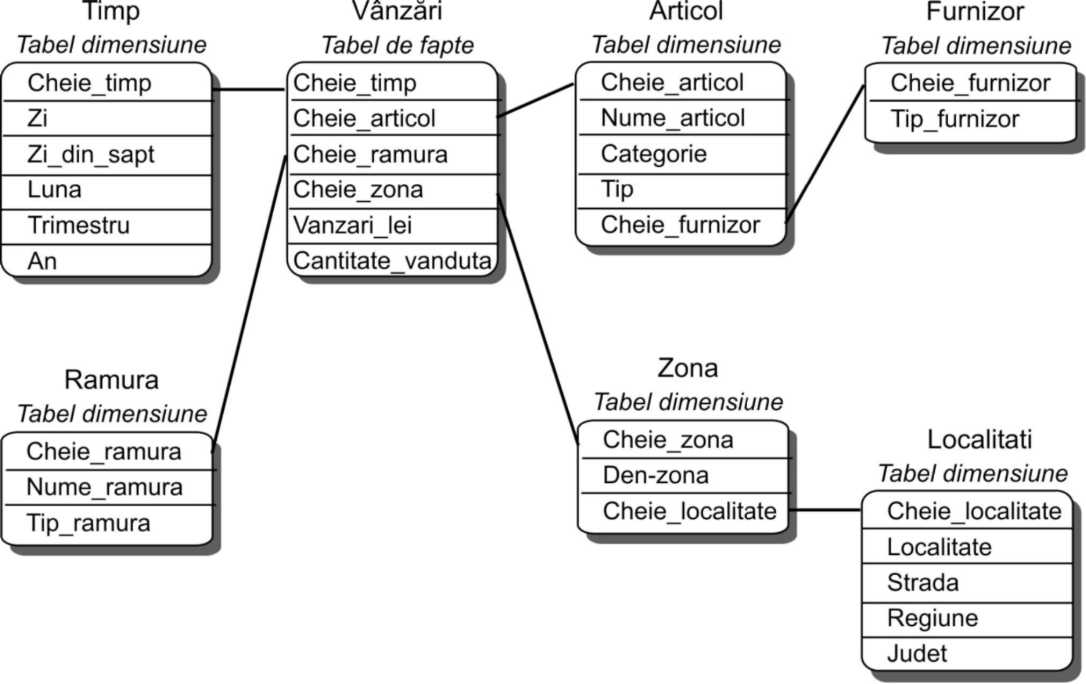 Timp
Tabel dimensiune
Cheie_timp
Zi
Zi_din_sapt
Luna
Trimestru
An
Vânzări
Tabel de fapte
Cheie_timp
Cheie_articol
Cheie_ramura
Cheie_zona
Vanzari_lei
Cantitate_vanduta
Articol
Tabel dimensiune
Cheie_articol
Nume_articol
Categorie
Tip
Cheie_furnizor
Furnizor
Tabel dimensiune
Cheie_furnizor
Tip_furnizor
Ramura
Tabel dimensiune
Cheie_ramura
Nume_ramura
Tip_ramura
Zona
Tabel dimensiune
Cheie_zona
Den-zona
Cheie_localitate
Localitati
Tabel dimensiune
Cheie_localitate
Localitate
Strada
Regiune
Judet